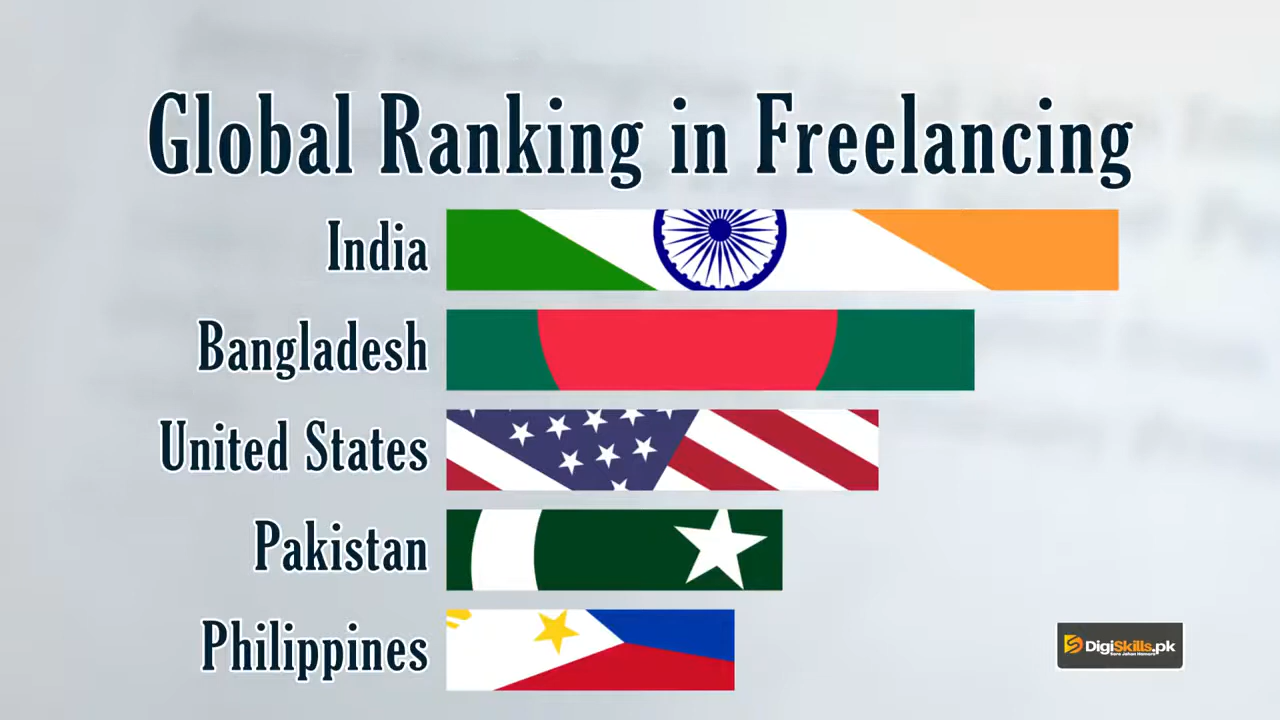 Global Ranking in Freelancing
India
Bangladesh
United States
Pakistan
Philippines
DigiSkills.pk